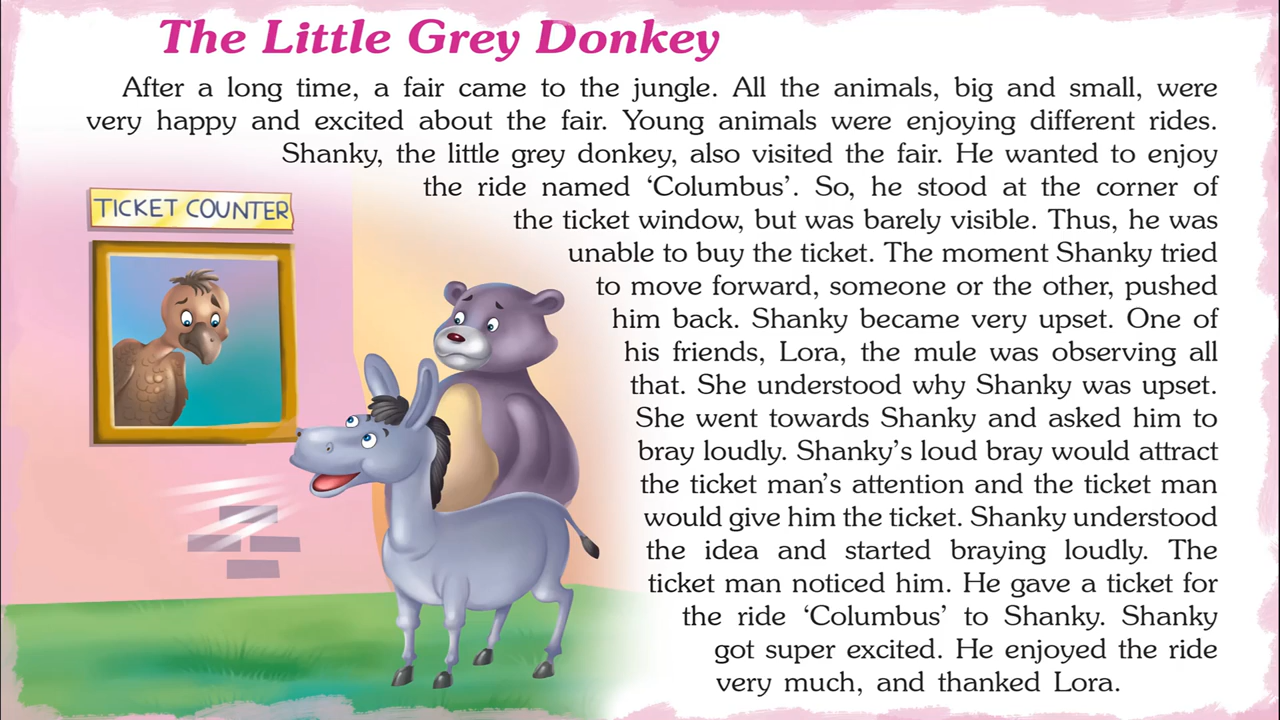 The Little Grey Donkey
After a long time, a fair came to the jungle. All the animals, big and small, were
very happy and excited about the fair. Young animals were enjoying different rides.
Shanky, the little grey donkey, also visited the fair. He wanted to enjoy
the ride named ‘Columbus’. So, he stood at the corner of
the ticket window, but was barely visible. Thus, he was
unable to buy the ticket. The moment Shanky tried
to move forward, someone or the other, pushed
him back. Shanky became very upset. One of
his friends, Lora, the mule was observing all
that. She understood why Shanky was upset.
She went towards Shanky and asked him to
bray loudly. Shanky’s loud bray would attract
the ticket man’s attention and the ticket man
would give him the ticket. Shanky understood
the idea and started braying loudly. The
ticket man noticed him. He gave a ticket for
the ride ‘Columbus’ to Shanky. Shanky
got super excited. He enjoyed the ride
very much, and thanked Lora.
TICKET COUNTER